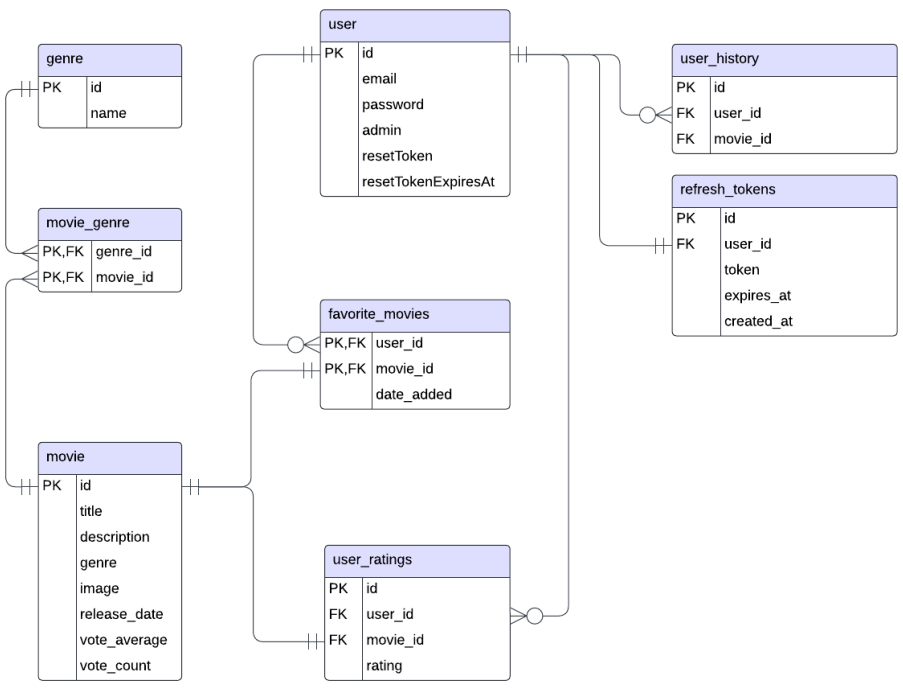 genre
PK id
name
movie_genre
PK,FK genre_id
PK,FK movie_id
movie
PK id
title
description
genre
image
release_date
vote_average
vote_count
user
PK id
email
password
admin
resetToken
resetTokenExpiresAt
favorite_movies
PK,FK user_id
PK,FK movie_id
date_added
user_ratings
PK id
FK user_id
FK movie_id
rating
user_history
PK id
FK user_id
FK movie_id
refresh_tokens
PK id
FK user_id
token
expires_at
created_at